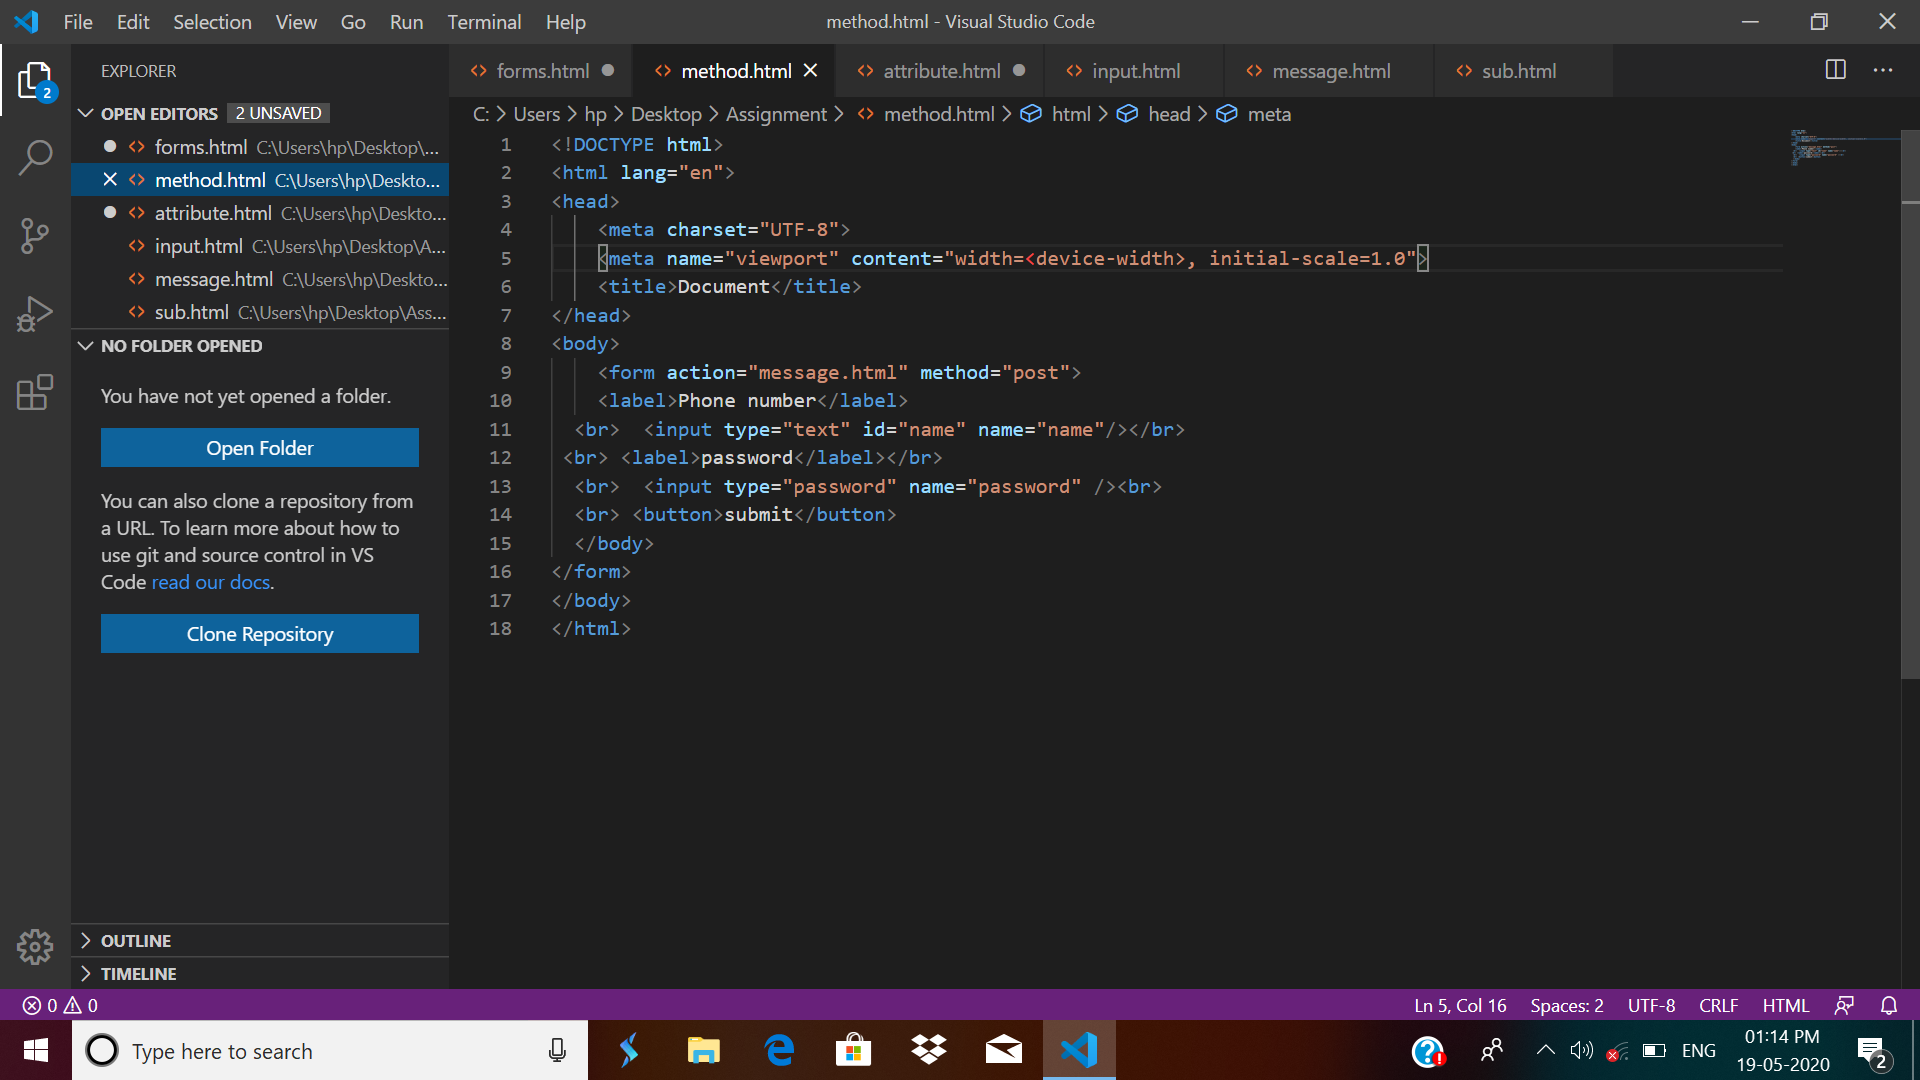 File Edit Selection View Go Run Terminal Help
method.html - Visual Studio Code
2
EXPLORER
OPEN EDITORS 2 UNSAVED
forms.html C:\Users\hp\Desktop\...
method.html C:\Users\hp\Deskto...
attribute.html C:\Users\hp\Deskto...
input.html C:\Users\hp\Desktop\A...
message.html C:\Users\hp\Deskto...
sub.html C:\Users\hp\Desktop\Ass...
NO FOLDER OPENED
You have not yet opened a folder.
Open Folder
You can also clone a repository from
a URL. To learn more about how to
use git and source control in VS
Code read our docs.
Clone Repository
OUTLINE
TIMELINE
forms.html method.html attribute.html input.html message.html sub.html
C: > Users > hp > Desktop > Assignment > method.html > html > head > meta
1 <!DOCTYPE html>
2 <html lang="en">
3 <head>
4 <meta charset="UTF-8">
5 <meta name="viewport" content="width=<device-width>, initial-scale=1.0">
6 <title>Document</title>
7 </head>
8 <body>
9 <form action="message.html" method="post">
10 <label>Phone number</label>
11 <br>  <input type="text" id="name" name="name"/></br>
12 <br> <label>password</label></br>
13 <br>  <input type="password" name="password" /><br>
14 <br> <button>submit</button>
15 </body>
16 </form>
17 </body>
18 </html>
0 0
Ln 5, Col 16 Spaces: 2 UTF-8 CRLF HTML
Type here to search
ENG
01:14 PM
19-05-2020
2